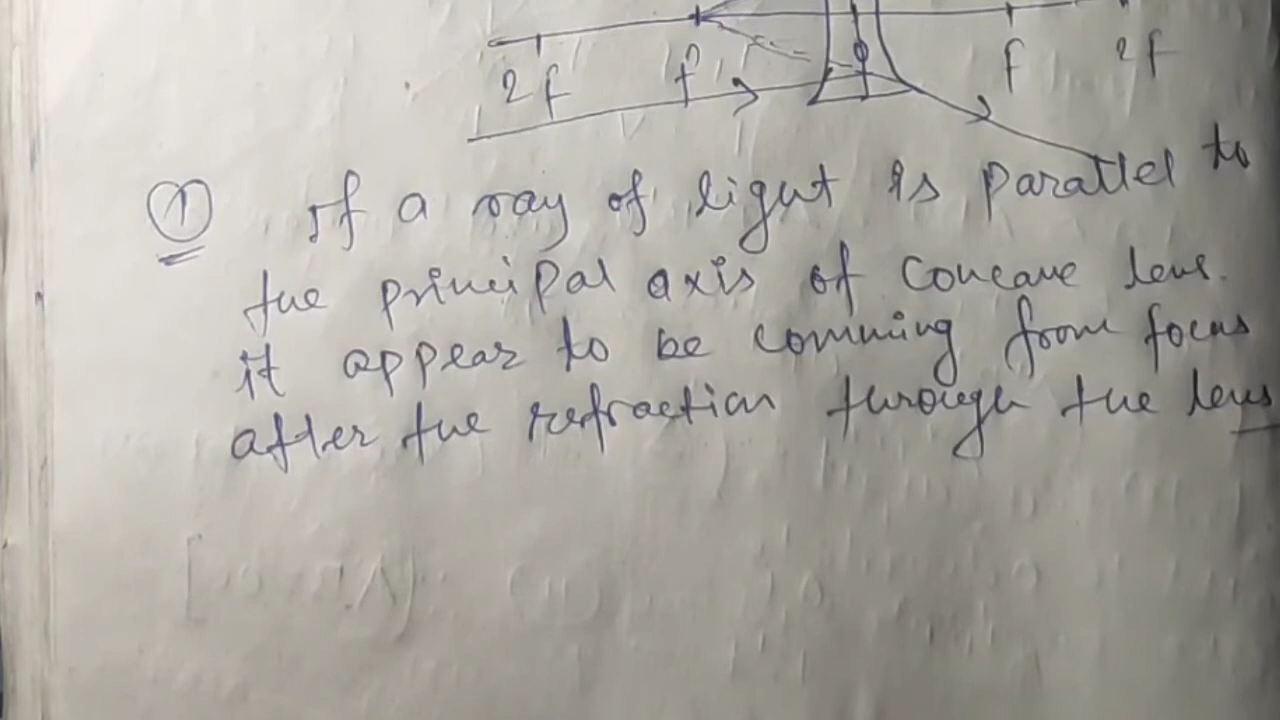 2f f f 2f
① If a ray of light is parallel to
the principal axis of Concave lens.
it appear to be comming from focus
after the refraction through the lens